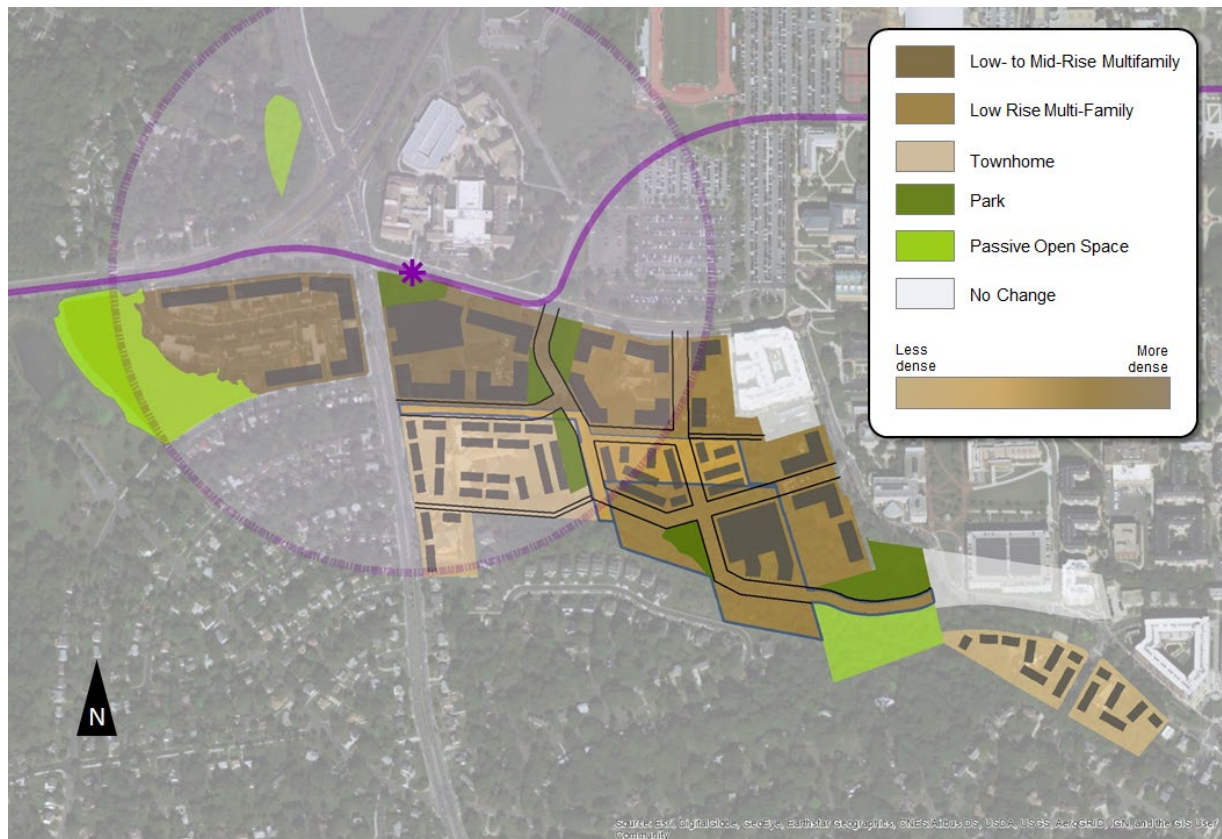 Low- to Mid-Rise Multifamily
Low Rise Multi-Family
Townhome
Park
Passive Open Space
No Change
Less
dense
More
dense
N
Source: Esri, DigitalGlobe, GeoEye, Earthstar Geographics, CNES/Airbus DS, USDA, USGS, AeroGRID, IGN, and the GIS User
Community